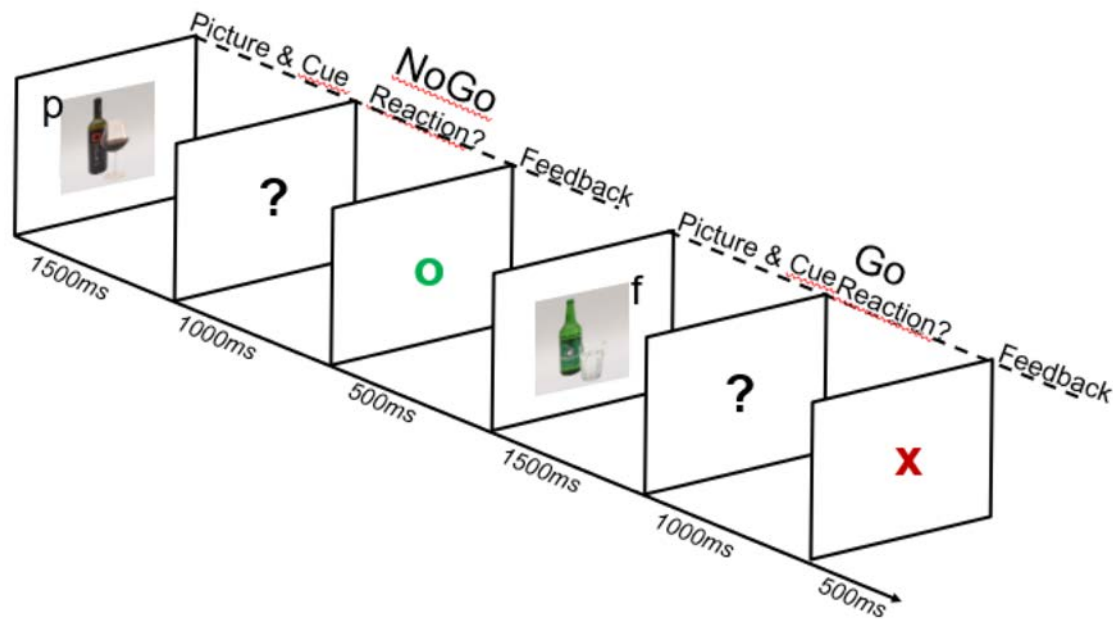 NoGo
Picture & Cue
Reaction?
Feedback
p
?
o
1500ms
1000ms
500ms
Go
Picture & Cue
Reaction?
Feedback
f
?
x
1500ms
1000ms
500ms